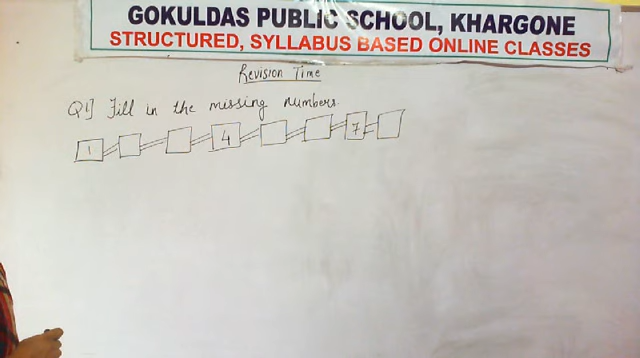 GOKULDAS PUBLIC SCHOOL, KHARGONE
STRUCTURED, SYLLABUS BASED ONLINE CLASSES
Revision Time
Q1] Fill in the missing numbers.
1 4 7